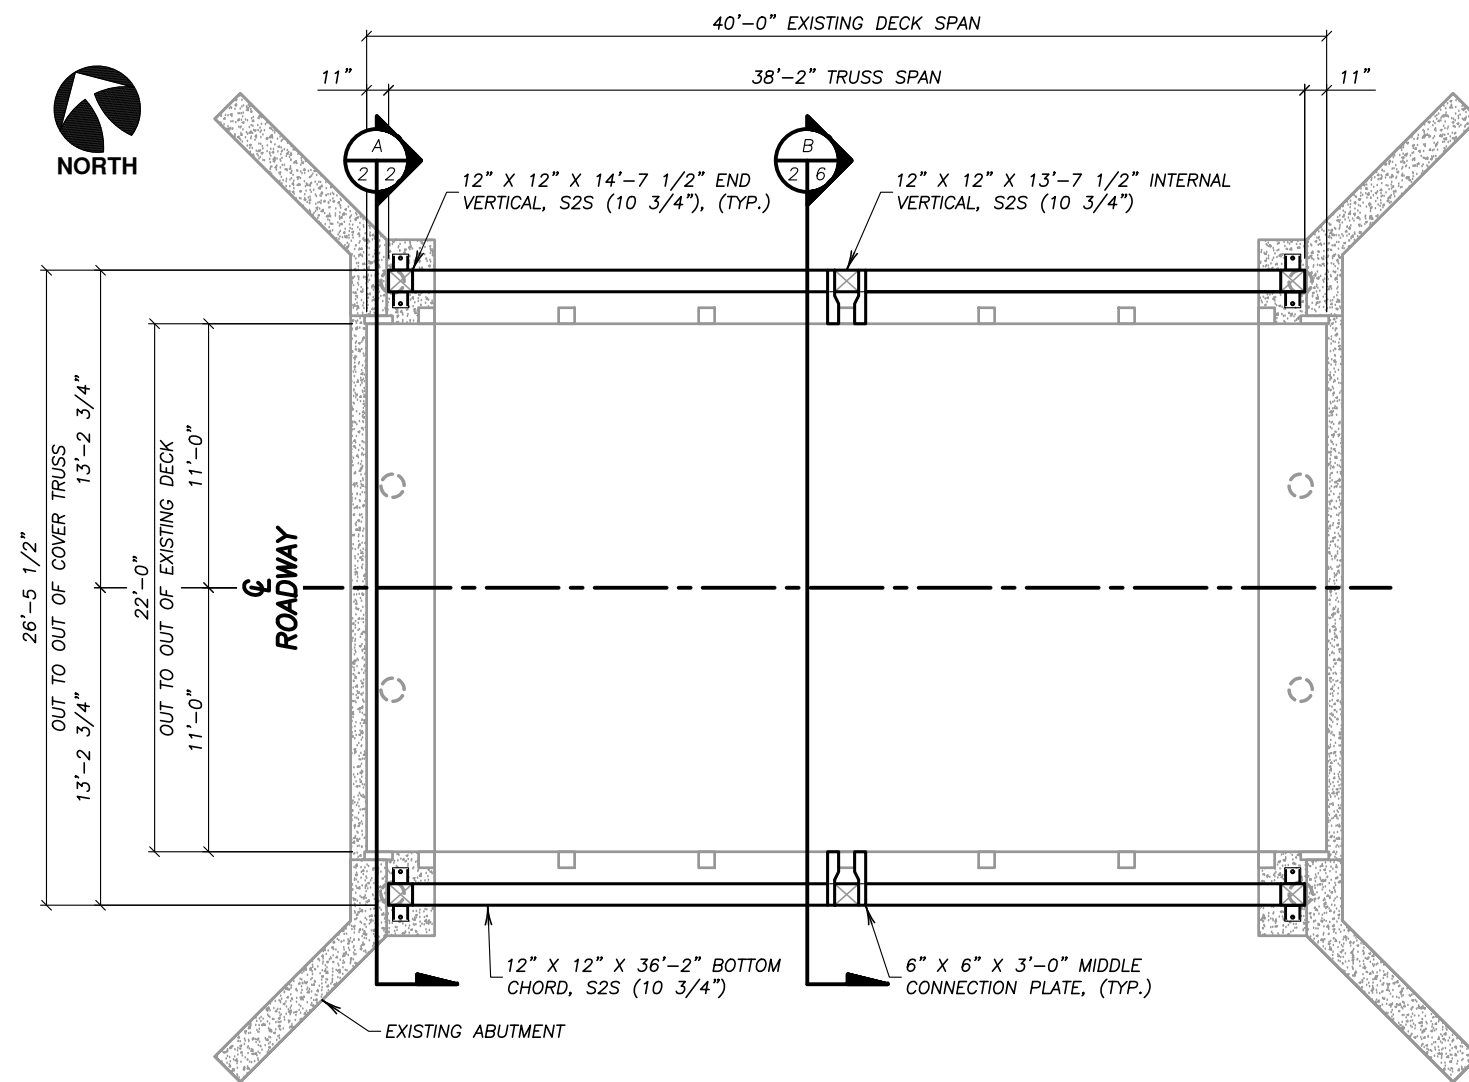 40'-0" EXISTING DECK SPAN
11"
38'-2" TRUSS SPAN
11"
NORTH
A
2 2
B
2 6
12" X 12" X 14'-7 1/2" END
VERTICAL, S2S (10 3/4"), (TYP.)
12" X 12" X 13'-7 1/2" INTERNAL
VERTICAL, S2S (10 3/4")
26'-5 1/2"
OUT TO OUT OF COVER TRUSS
13'-2 3/4"
13'-2 3/4"
22'-0"
OUT TO OUT OF EXISTING DECK
11'-0"
11'-0"
℄
ROADWAY
12" X 12" X 36'-2" BOTTOM
CHORD, S2S (10 3/4")
6" X 6" X 3'-0" MIDDLE
CONNECTION PLATE, (TYP.)
EXISTING ABUTMENT